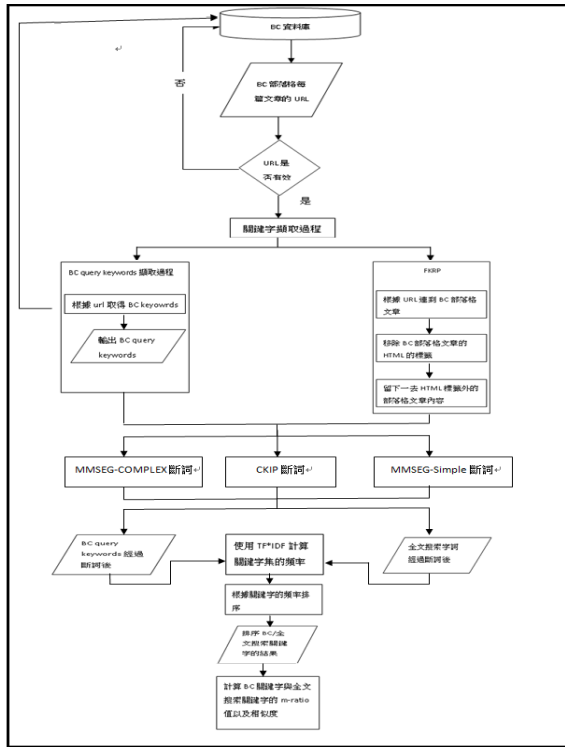 BC 資料庫
否
BC 部落格每
篇文章的 URL
URL 是
否有效
是
關鍵字擷取過程
BC query keywords 擷取過程
根據 url 取得 BC keyownrds
輸出 BC query
keywords
FKRP
根據 URL 連到 BC 部落格
文章
移除 BC 部落格文章的
HTML 的標籤
留下一去 HTML 標籤外的
部落格文章內容
MMSEG-COMPLEX 斷詞
CKIP 斷詞
MMSEG-Simple 斷詞
BC query
keywords 經過
斷詞後
使用 TF*IDF 計算
關鍵字集的頻率
全文搜索字詞
經過斷詞後
根據關鍵字的頻率排
序
排序 BC/全
文搜索關鍵
字的結果
計算 BC 關鍵字與全文
搜索關鍵字的 m-ratio
值以及相似度